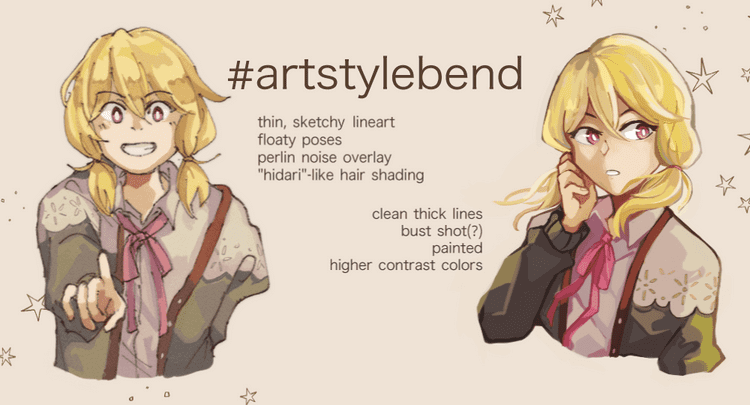 #artstylebend
thin, sketchy lineart
floaty poses
perlin noise overlay
"hidari"-like hair shading
clean thick lines
bust shot(?)
painted
higher contrast colors